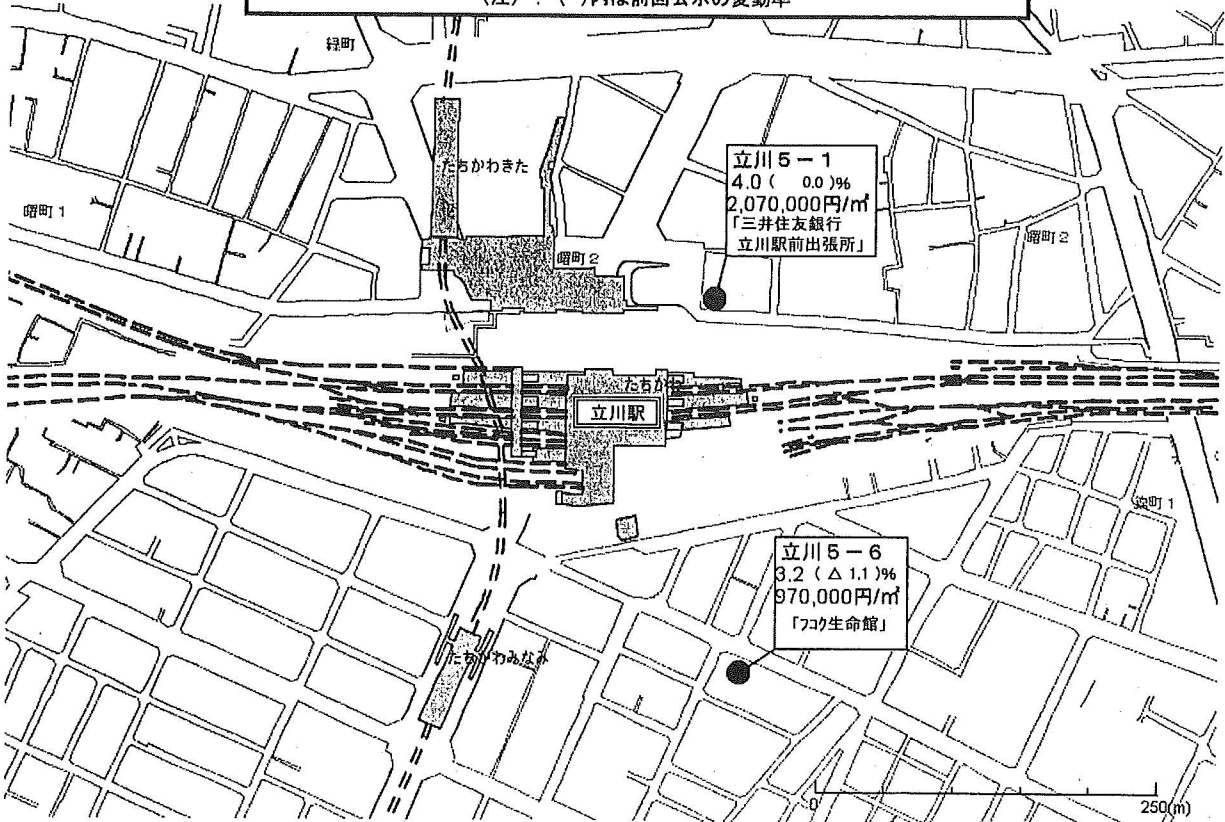 (注):( )内は前回公示の変動率
緑町
たちかわきた
立川5-1
4.0 ( 0.0 )%
2,070,000円/㎡
「三井住友銀行
立川駅前出張所」
曙町1
曙町2
曙町2
たちかわ
立川駅
錦町1
立川5-6
3.2 ( △ 1.1 )%
970,000円/㎡
「フコク生命館」
たちかわみなみ
0
250(m)